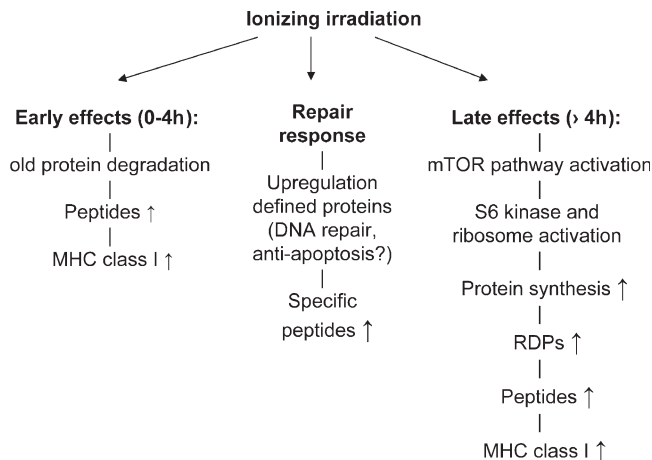 Ionizing irradiation
Early effects (0-4h):
old protein degradation
Peptides ↑
MHC class I ↑
Repair
response
Upregulation
defined proteins
(DNA repair,
anti-apoptosis?)
Specific
peptides ↑
Late effects (› 4h):
mTOR pathway activation
S6 kinase and
ribosome activation
Protein synthesis ↑
RDPs ↑
Peptides ↑
MHC class I ↑